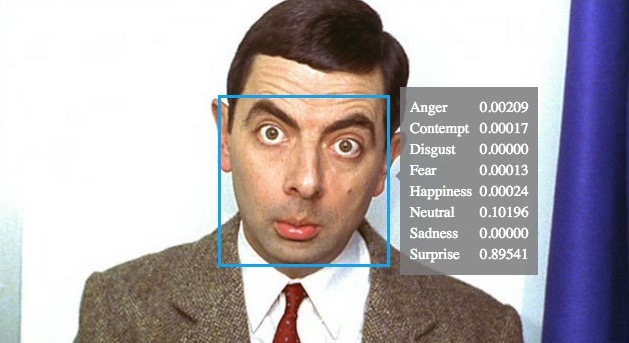 Anger 0.00209
Contempt 0.00017
Disgust 0.00000
Fear 0.00013
Happiness 0.00024
Neutral 0.10196
Sadness 0.00000
Surprise 0.89541